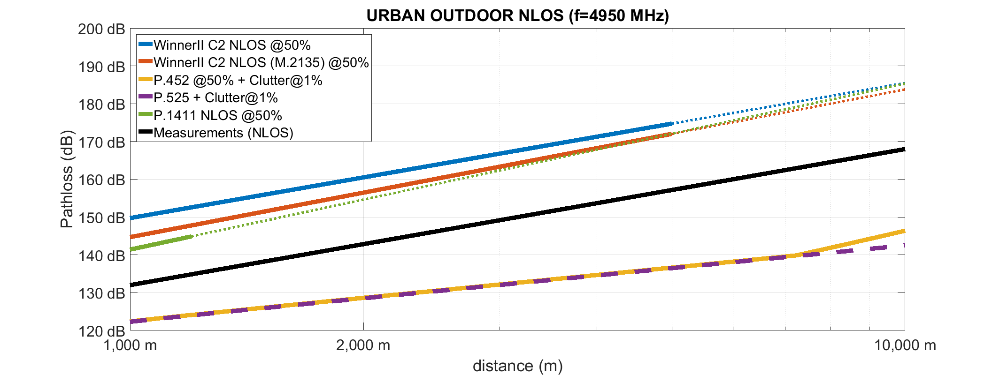 URBAN OUTDOOR NLOS (f=4950 MHz)
200 dB
190 dB
180 dB
170 dB
160 dB
150 dB
140 dB
130 dB
120 dB
Pathloss (dB)
WinnerII C2 NLOS @50%
WinnerII C2 NLOS (M.2135) @50%
P.452 @50% + Clutter@1%
P.525 + Clutter@1%
P.1411 NLOS @50%
Measurements (NLOS)
1,000 m
2,000 m
10,000 m
distance (m)